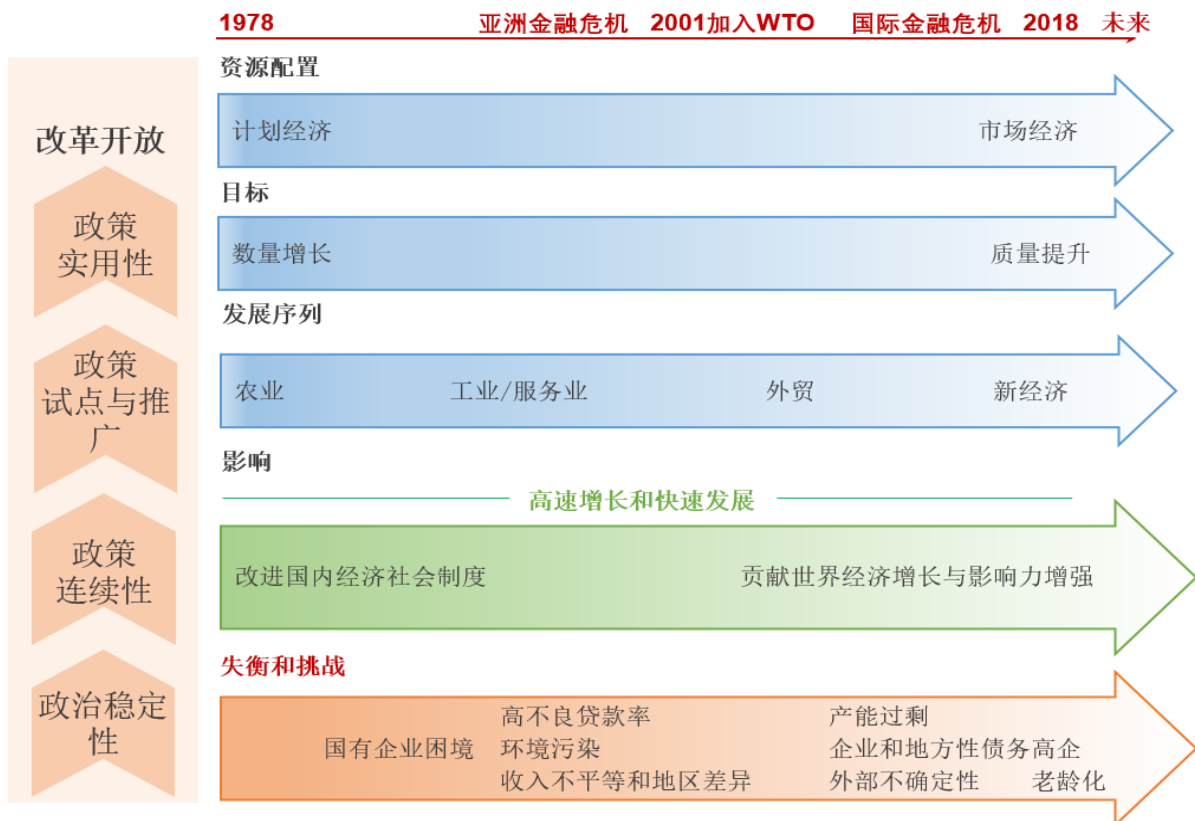 1978 亚洲金融危机 2001加入WTO 国际金融危机 2018 未来
改革开放
政策
实用性
政策
试点与推
广
政策
连续性
政治稳定
性
资源配置
计划经济 市场经济
目标
数量增长 质量提升
发展序列
农业 工业/服务业 外贸 新经济
影响
高速增长和快速发展
改进国内经济社会制度 贡献世界经济增长与影响力增强
失衡和挑战
高不良贷款率 产能过剩
国有企业困境 环境污染 企业和地方性债务高企
收入不平等和地区差异 外部不确定性 老龄化